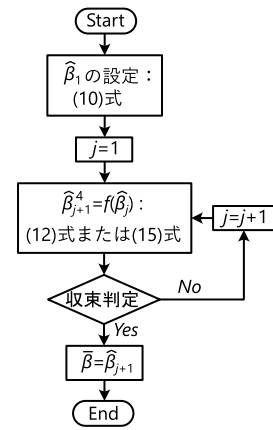 Start
β̂₁の設定：
(10)式
j=1
β̂⁴ⱼ₊₁=f(β̂ⱼ)：
(12)式または(15)式
j=j+1
収束判定
No
Yes
β̄=β̂ⱼ₊₁
End